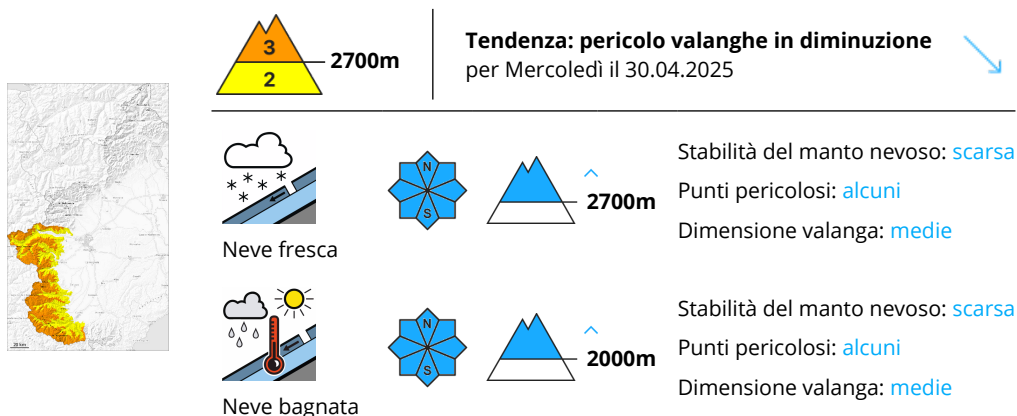 3
2
2700m
Tendenza: pericolo valanghe in diminuzione
per Mercoledì il 30.04.2025
N
S
2700m
Neve fresca
Stabilità del manto nevoso: scarsa
Punti pericolosi: alcuni
Dimensione valanga: medie
20 km
N
S
2000m
Neve bagnata
Stabilità del manto nevoso: scarsa
Punti pericolosi: alcuni
Dimensione valanga: medie